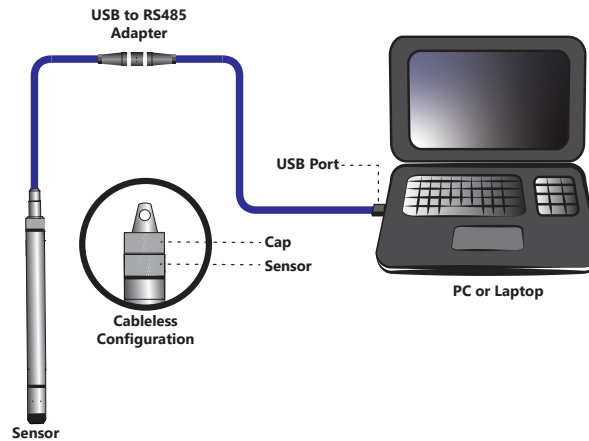 USB to RS485
Adapter
USB Port
Cap
Sensor
PC or Laptop
Cableless
Configuration
Sensor